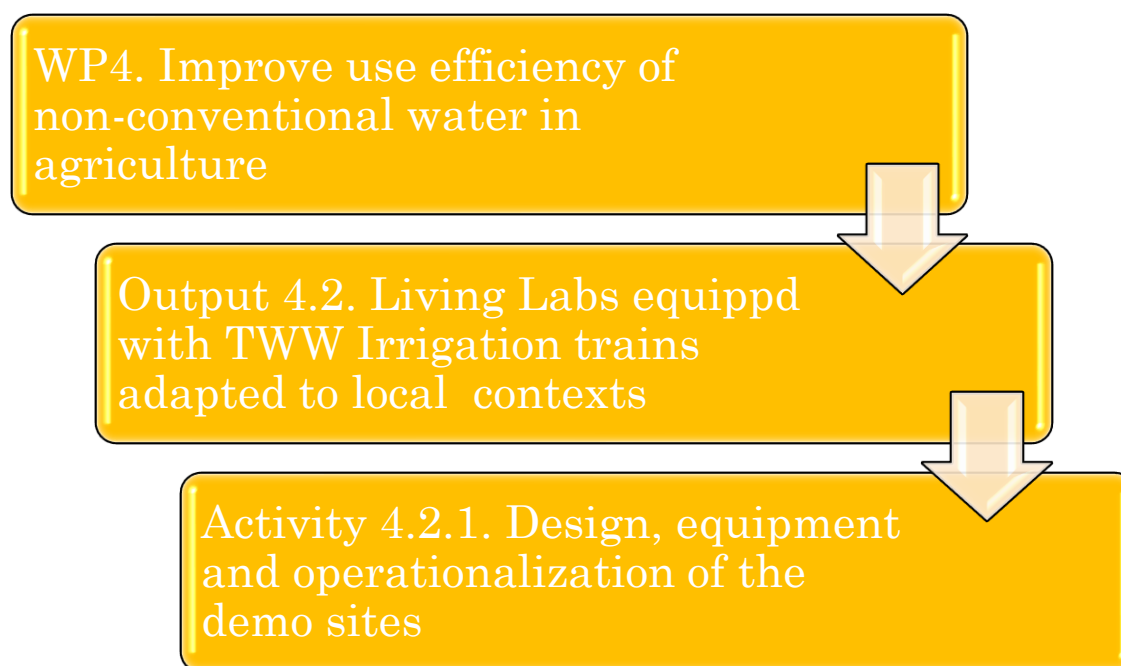 WP4. Improve use efficiency of
non-conventional water in
agriculture
Output 4.2. Living Labs equippd
with TWW Irrigation trains
adapted to local  contexts
Activity 4.2.1. Design, equipment
and operationalization of the
demo sites